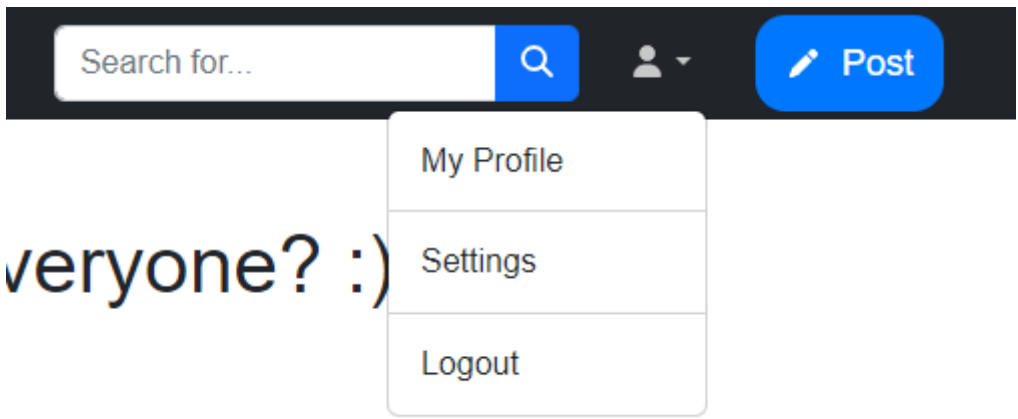 Search for...
Post
My Profile
veryone? :)
Settings
Logout